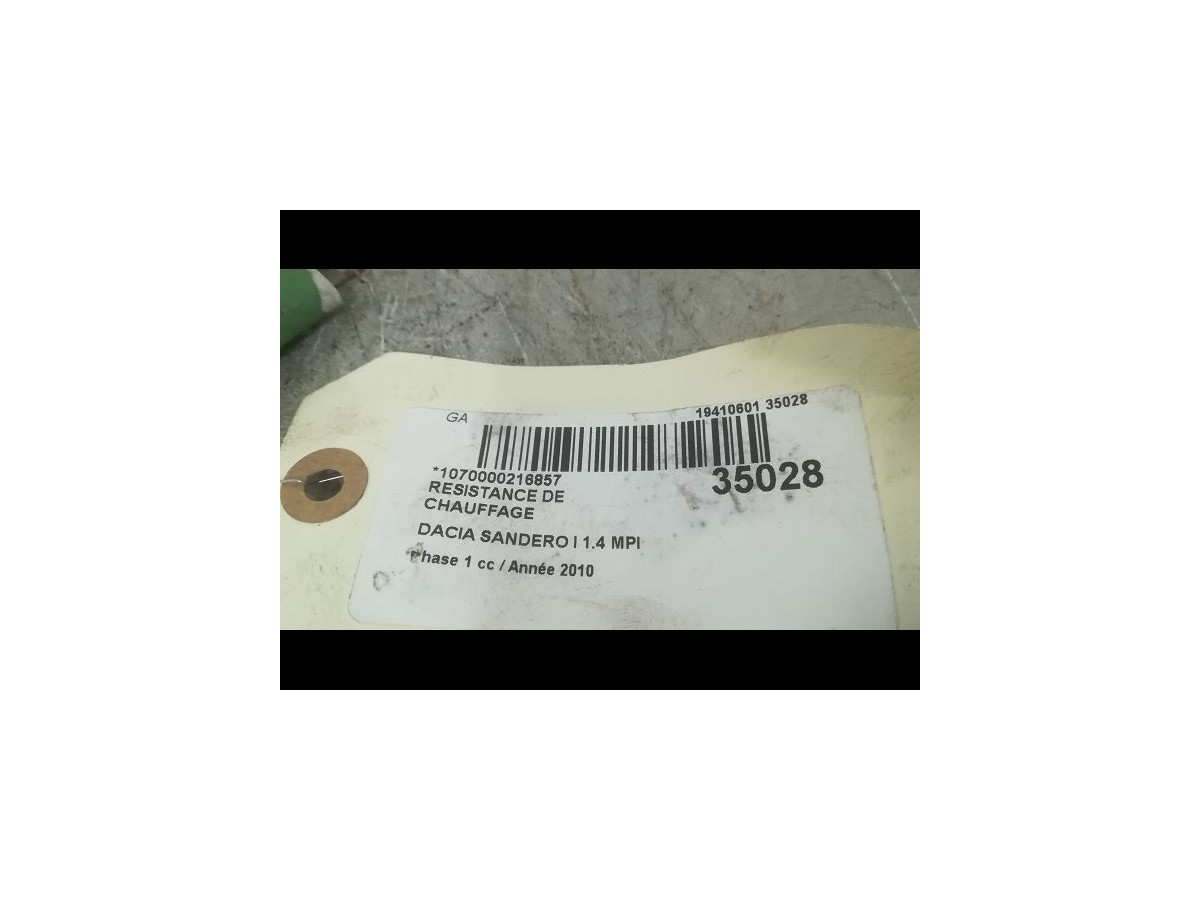 GA
19410601 35028
*1070000216857
35028
RESISTANCE DE
CHAUFFAGE
DACIA SANDERO I 1.4 MPI
Phase 1 cc / Année 2010